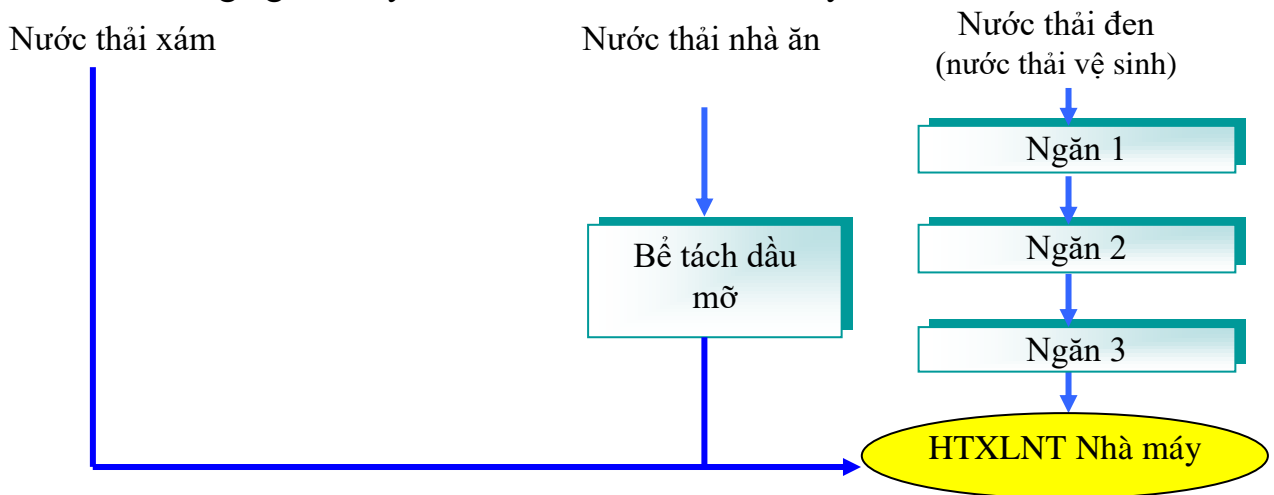 Nước thải xám
Nước thải nhà ăn
Nước thải đen
(nước thải vệ sinh)
Ngăn 1
Bể tách dầu
mỡ
Ngăn 2
Ngăn 3
HTXLNT Nhà máy